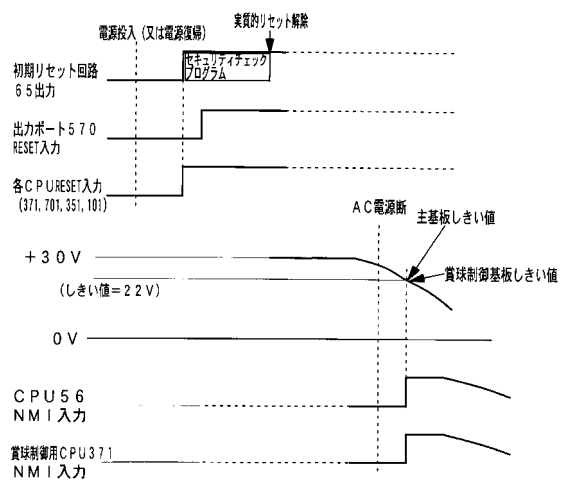 実質的リセット解除
電源投入(又は電源復帰)
初期リセット回路
65出力
セキュリティチェック
プログラム
出力ポート570
RESET入力
各CPURESET入力
(371,701,351,101)
AC電源断
主基板しきい値
+30V
賞球制御基板しきい値
(しきい値=22V)
0V
CPU56
NMI入力
賞球制御用CPU371
NMI入力